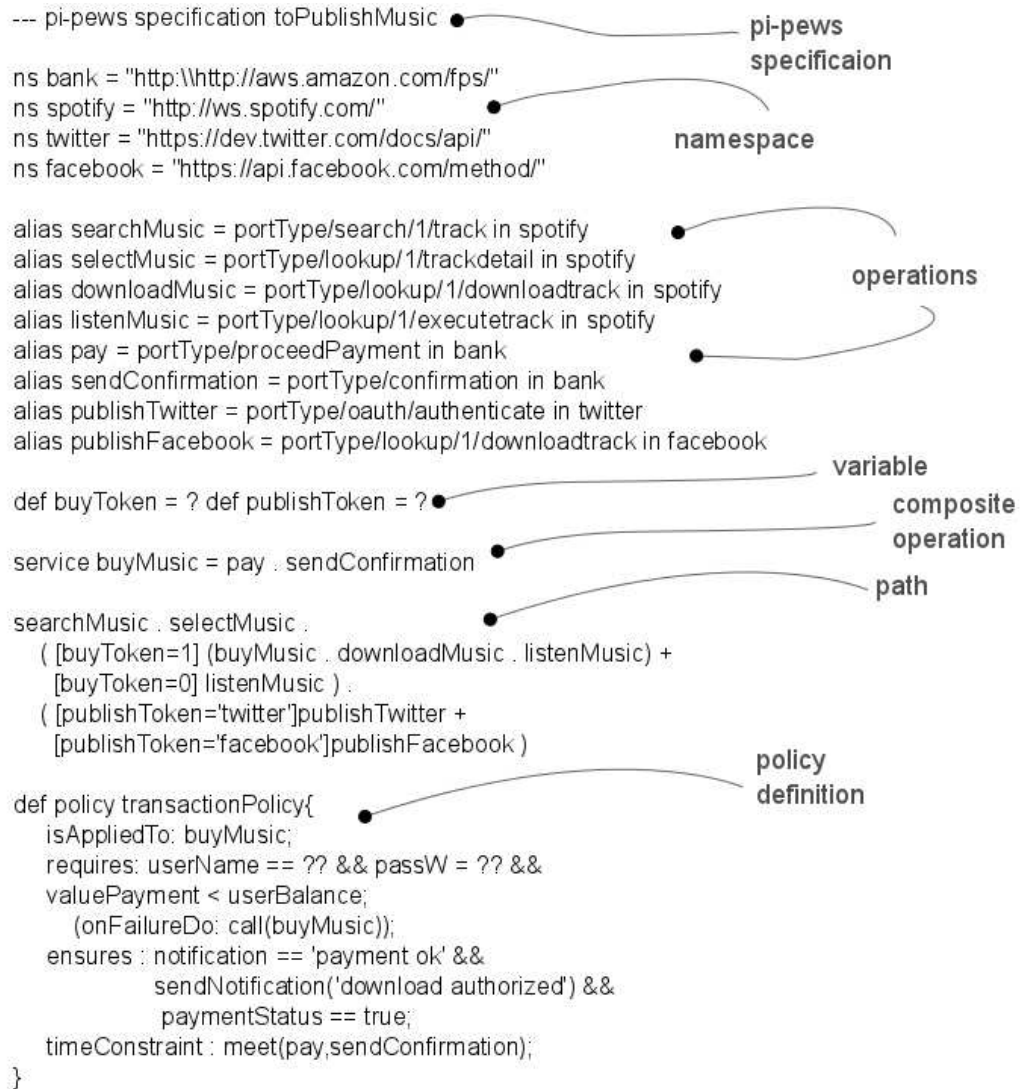 --- pi-pews specification toPublishMusic
pi-pews
specificaion
ns bank = "http:\\http://aws.amazon.com/fps/"
ns spotify = "http://ws.spotify.com/"
ns twitter = "https://dev.twitter.com/docs/api/"
ns facebook = "https://api.facebook.com/method/"
namespace
alias searchMusic = portType/search/1/track in spotify
alias selectMusic = portType/lookup/1/trackdetail in spotify
alias downloadMusic = portType/lookup/1/downloadtrack in spotify
alias listenMusic = portType/lookup/1/executetrack in spotify
alias pay = portType/proceedPayment in bank
alias sendConfirmation = portType/confirmation in bank
alias publishTwitter = portType/oauth/authenticate in twitter
alias publishFacebook = portType/lookup/1/downloadtrack in facebook
operations
def buyToken = ? def publishToken = ?
variable
service buyMusic = pay . sendConfirmation
composite
operation
searchMusic . selectMusic .
( [buyToken=1] (buyMusic . downloadMusic . listenMusic) +
[buyToken=0] listenMusic ) .
( [publishToken='twitter']publishTwitter +
[publishToken='facebook']publishFacebook )
path
def policy transactionPolicy{
isAppliedTo: buyMusic;
requires: userName == ?? && passW = ?? &&
valuePayment < userBalance;
(onFailureDo: call(buyMusic));
ensures : notification == 'payment ok' &&
sendNotification('download authorized') &&
paymentStatus == true;
timeConstraint : meet(pay,sendConfirmation);
}
policy
definition